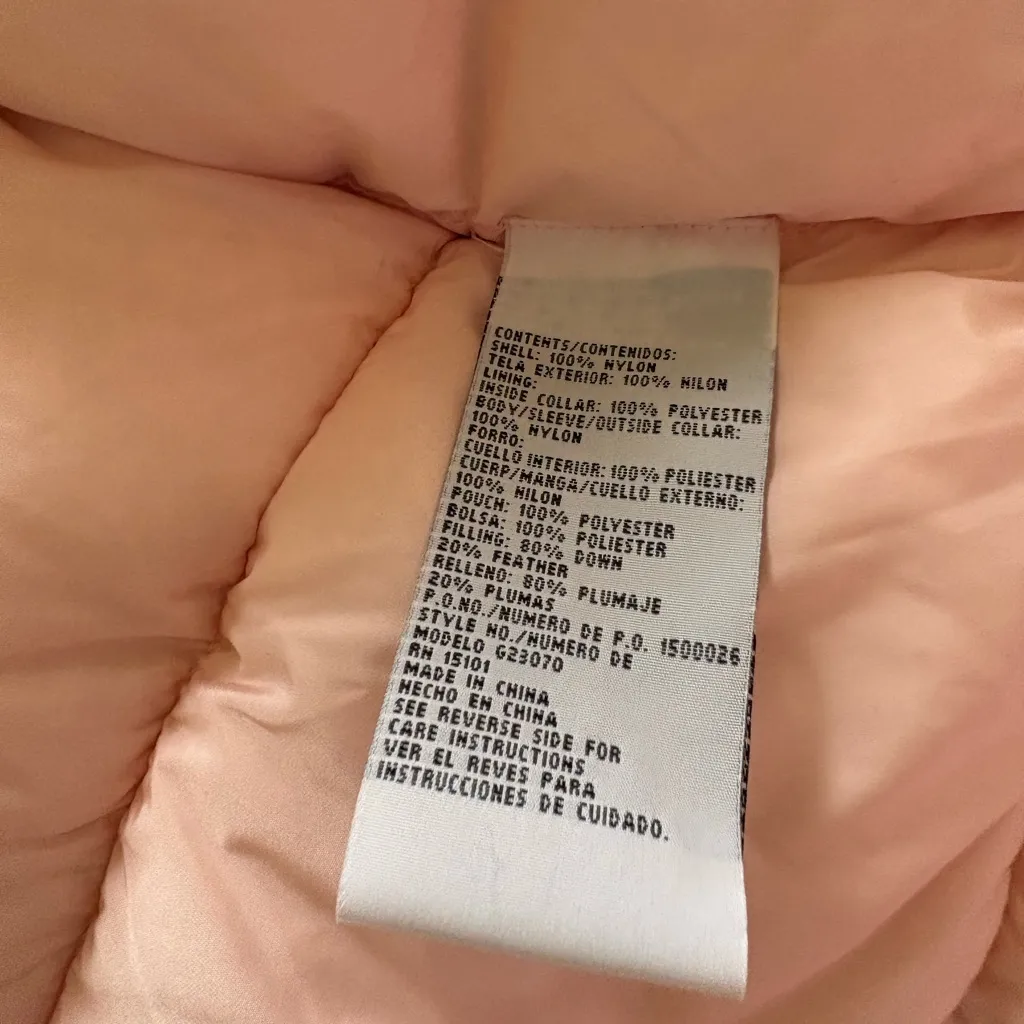 CONTENTS/CONTENIDOS:
SHELL: 100% NYLON
TELA EXTERIOR: 100% NILON
LINING:
INSIDE COLLAR: 100% POLYESTER
BODY/SLEEVE/OUTSIDE COLLAR:
100% NYLON
FORRO:
CUELLO INTERIOR: 100% POLIESTER
CUERP/MANGA/CUELLO EXTERNO:
100% NILON
POUCH: 100% POLYESTER
BOLSA: 100% POLIESTER
FILLING: 80% DOWN
20% FEATHER
RELLENO: 80% PLUMAJE
20% PLUMAS
P.O.NO./NUMERO DE P.O. 1500026
STYLE NO./NUMERO DE
MODELO G23070
RN 15101
MADE IN CHINA
HECHO EN CHINA
SEE REVERSE SIDE FOR
CARE INSTRUCTIONS
VER EL REVES PARA
INSTRUCCIONES DE CUIDADO.